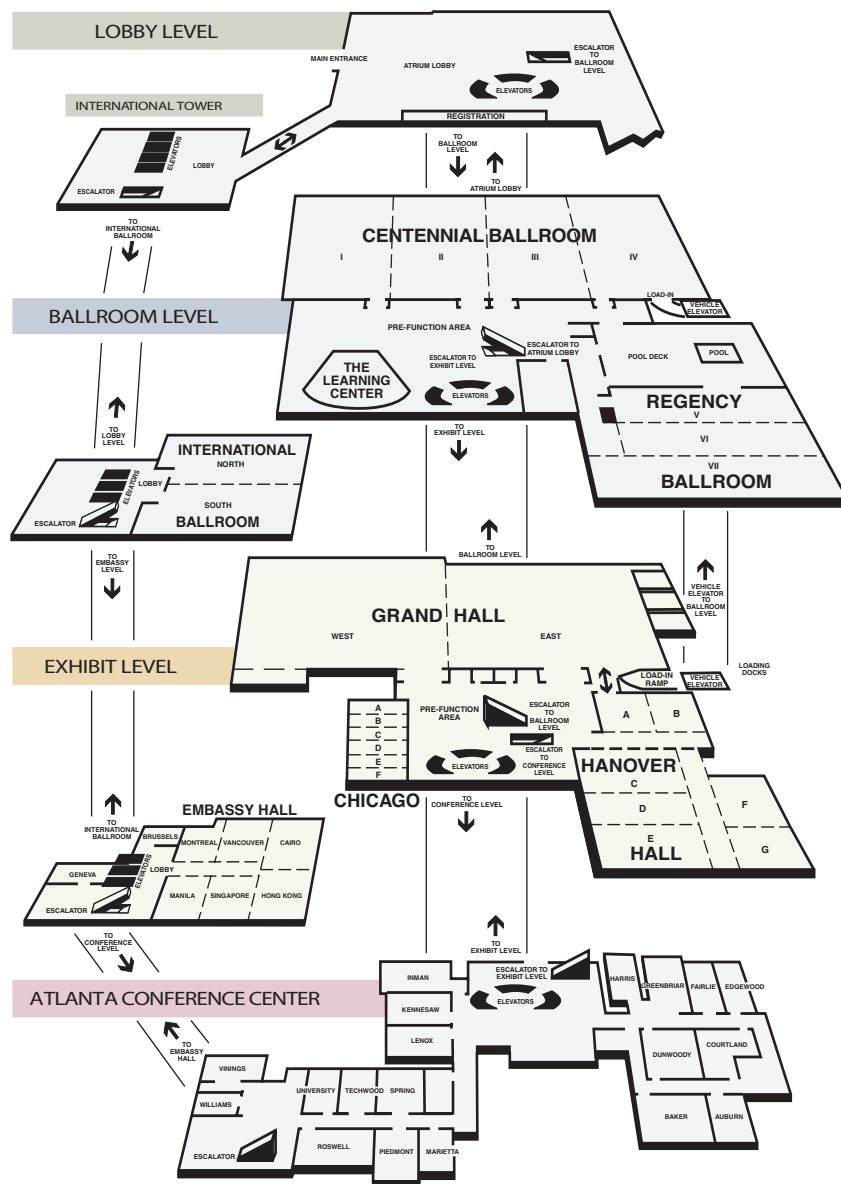 LOBBY LEVEL
MAIN ENTRANCE
ATRIUM LOBBY
ESCALATOR
TO
BALLROOM
LEVEL
ELEVATORS
REGISTRATION
INTERNATIONAL TOWER
ELEVATORS
LOBBY
ESCALATOR
TO
BALLROOM
LEVEL
TO
ATRIUM LOBBY
TO
INTERNATIONAL
BALLROOM
CENTENNIAL BALLROOM
I
II
III
IV
LOAD-IN
VEHICLE
ELEVATOR
BALLROOM LEVEL
PRE-FUNCTION AREA
ESCALATOR TO
ATRIUM LOBBY
ESCALATOR TO
EXHIBIT LEVEL
ELEVATORS
THE
LEARNING
CENTER
POOL DECK
POOL
REGENCY
V
VI
VII
BALLROOM
TO
LOBBY
LEVEL
TO
EXHIBIT LEVEL
INTERNATIONAL
NORTH
LOBBY
ELEVATORS
SOUTH
BALLROOM
ESCALATOR
TO
EMBASSY
LEVEL
TO
BALLROOM LEVEL
VEHICLE
ELEVATOR
TO
BALLROOM
LEVEL
GRAND HALL
WEST
EAST
EXHIBIT LEVEL
LOAD-IN
RAMP
VEHICLE
ELEVATOR
LOADING
DOCKS
A
B
C
D
E
F
CHICAGO
PRE-FUNCTION
AREA
ESCALATOR
TO
BALLROOM
LEVEL
ESCALATOR
TO
CONFERENCE
LEVEL
ELEVATORS
A
B
HANOVER
C
D
E
F
G
HALL
TO
CONFERENCE LEVEL
TO
INTERNATIONAL
BALLROOM
EMBASSY HALL
BRUSSELS
MONTREAL
VANCOUVER
CAIRO
GENEVA
ELEVATORS
LOBBY
MANILA
SINGAPORE
HONG KONG
ESCALATOR
TO
CONFERENCE
LEVEL
TO
EXHIBIT LEVEL
ATLANTA CONFERENCE CENTER
INMAN
KENNESAW
LENOX
ESCALATOR TO
EXHIBIT LEVEL
ELEVATORS
HARRIS
GREENBRIAR
FAIRLIE
EDGEWOOD
DUNWOODY
COURTLAND
BAKER
AUBURN
TO
EMBASSY
HALL
VININGS
WILLIAMS
ESCALATOR
UNIVERSITY
TECHWOOD
SPRING
ROSWELL
PIEDMONT
MARIETTA